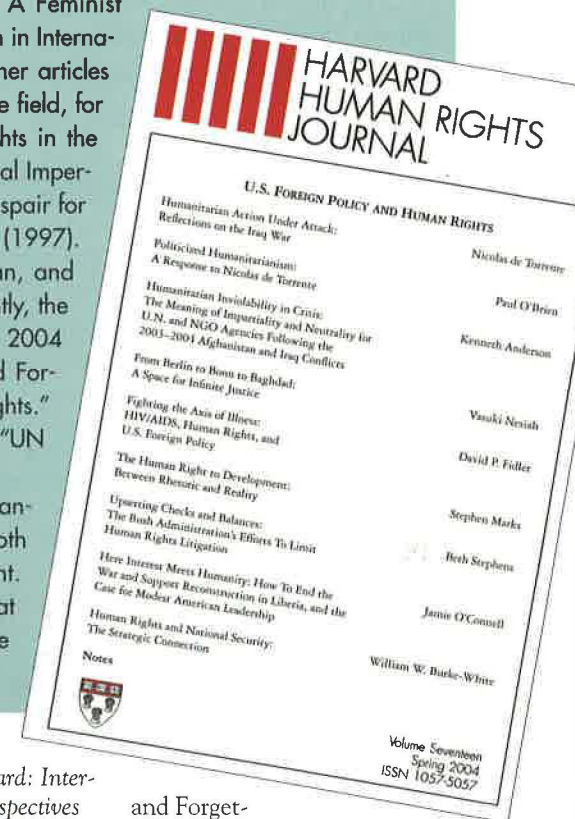 A Feminist
n in Interna-
her articles
e field, for
hts in the
al Imper-
spair for
(1997).
an, and
tly, the
2004
d For-
ghts."
"UN
an-
oth
nt.
at
e
HARVARD
HUMAN RIGHTS
JOURNAL
U.S. FOREIGN POLICY AND HUMAN RIGHTS
Humanitarian Action Under Attack:
Reflections on the Iraq War
Nicolas de Torrente
Politicized Humanitarianism:
A Response to Nicolas de Torrente
Paul O'Brien
Humanitarian Inviolability in Crisis:
The Meaning of Impartiality and Neutrality for
U.N. and NGO Agencies Following the
2003–2004 Afghanistan and Iraq Conflicts
Kenneth Anderson
From Berlin to Bonn to Baghdad:
A Space for Infinite Justice
Vasuki Nesiah
Fighting the Axis of Illness:
HIV/AIDS, Human Rights, and
U.S. Foreign Policy
David P. Fidler
The Human Right to Development:
Between Rhetoric and Reality
Stephen Marks
Upsetting Checks and Balances:
The Bush Administration's Efforts To Limit
Human Rights Litigation
Beth Stephens
Here Interest Meets Humanity: How To End the
War and Support Reconstruction in Liberia, and the
Case for Modest American Leadership
Jamie O'Connell
Human Rights and National Security:
The Strategic Connection
William W. Burke-White
Notes
Volume Seventeen
Spring 2004
ISSN 1057-5057
ard: Inter-
spectives
and Forget-